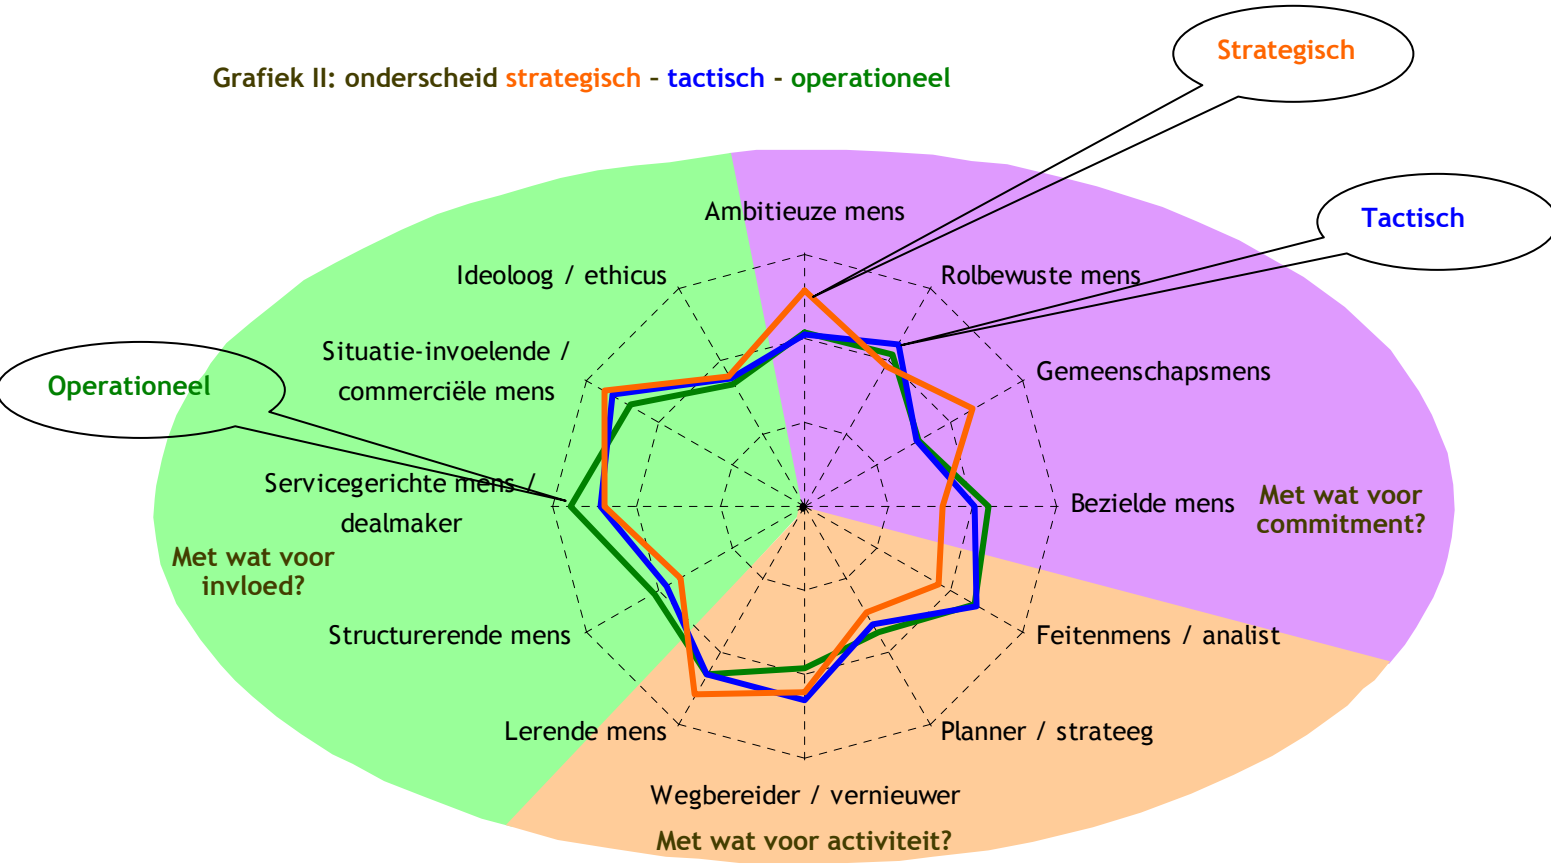 Strategisch
Grafiek II: onderscheid strategisch – tactisch - operationeel
Tactisch
Ambitieuze mens
Ideoloog / ethicus
Rolbewuste mens
Situatie-invoelende /
commerciële mens
Gemeenschapsmens
Operationeel
Servicegerichte mens /
dealmaker
Bezielde mens
Met wat voor
commitment?
Met wat voor
invloed?
Structurerende mens
Feitenmens / analist
Lerende mens
Planner / strateeg
Wegbereider / vernieuwer
Met wat voor activiteit?